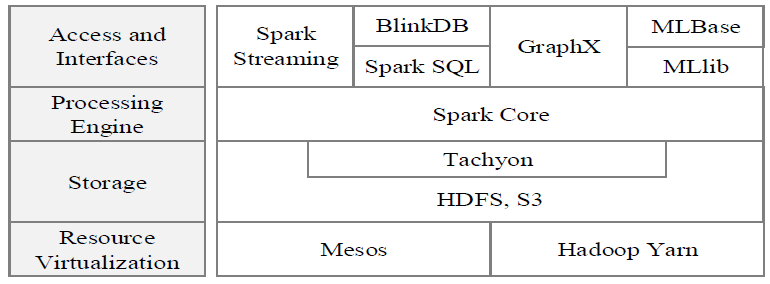 Access and
Interfaces
Spark
Streaming
BlinkDB
Spark SQL
GraphX
MLBase
MLlib
Processing
Engine
Spark Core
Storage
Tachyon
HDFS, S3
Resource
Virtualization
Mesos
Hadoop Yarn